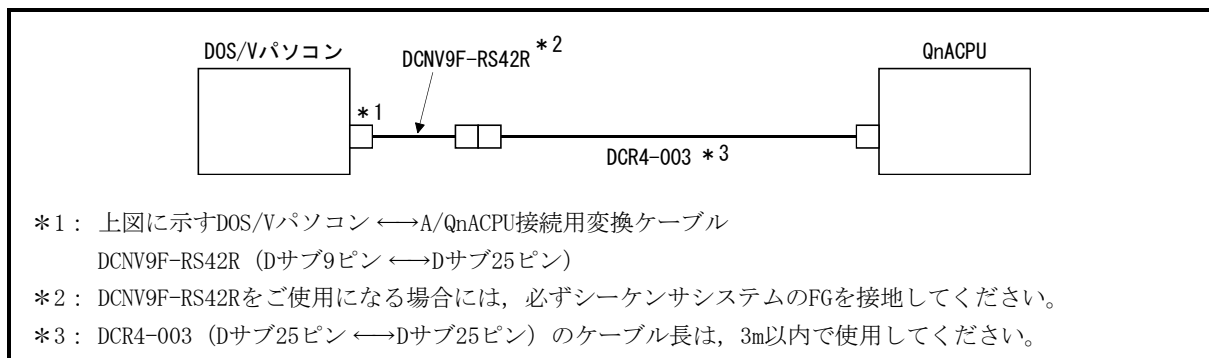 DOS/Vパソコン
DCNV9F-RS42R *2
QnACPU
*1
DCR4-003 *3
*1： 上図に示すDOS/Vパソコン ←→A/QnACPU接続用変換ケーブル
DCNV9F-RS42R（Dサブ9ピン ←→Dサブ25ピン）
*2： DCNV9F-RS42Rをご使用になる場合には，必ずシーケンサシステムのFGを接地してください。
*3： DCR4-003（Dサブ25ピン ←→Dサブ25ピン）のケーブル長は，3m以内で使用してください。